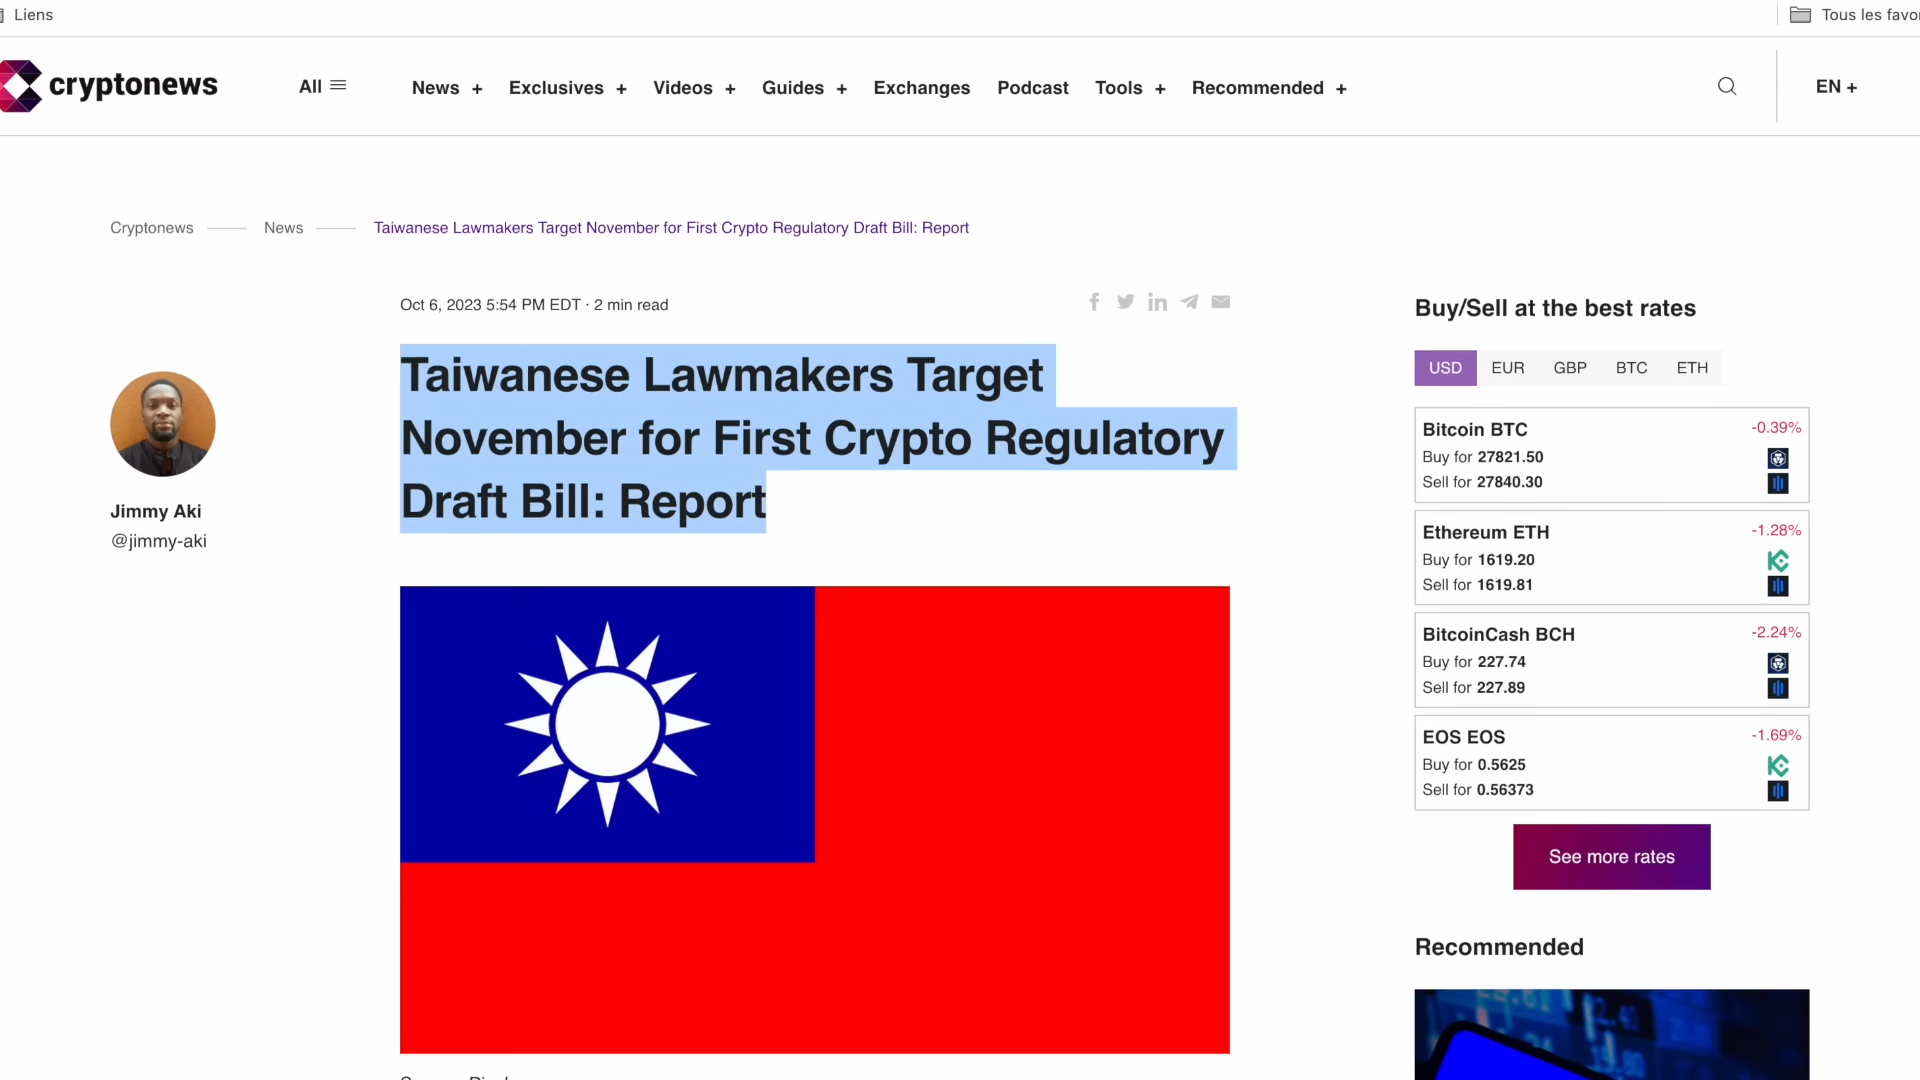 Liens
Tous les favo
cryptonews
All
News +
Exclusives +
Videos +
Guides +
Exchanges
Podcast
Tools +
Recommended +
EN +
Cryptonews
News
Taiwanese Lawmakers Target November for First Crypto Regulatory Draft Bill: Report
Oct 6, 2023 5:54 PM EDT · 2 min read
Taiwanese Lawmakers Target
November for First Crypto Regulatory
Draft Bill: Report
Jimmy Aki
@jimmy-aki
Buy/Sell at the best rates
USD EUR GBP BTC ETH
Bitcoin BTC -0.39%
Buy for 27821.50
Sell for 27840.30
Ethereum ETH -1.28%
Buy for 1619.20
Sell for 1619.81
BitcoinCash BCH -2.24%
Buy for 227.74
Sell for 227.89
EOS EOS -1.69%
Buy for 0.5625
Sell for 0.56373
See more rates
Recommended